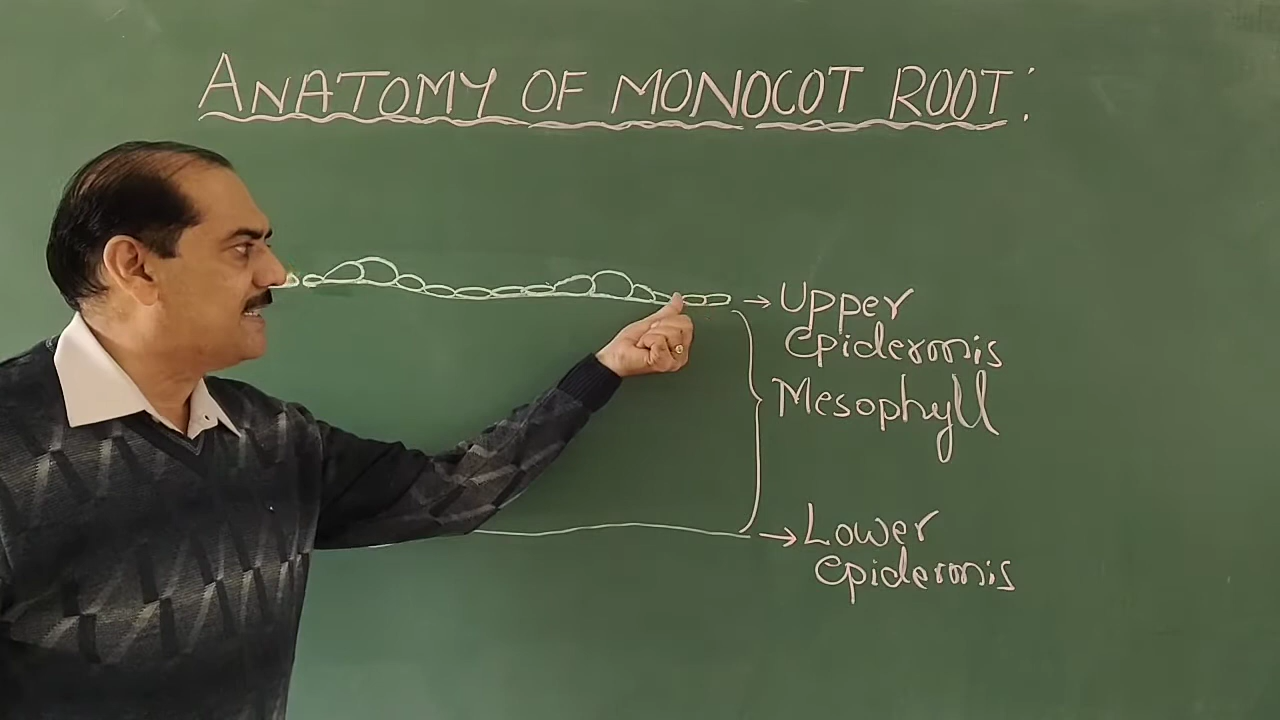 ANATOMY OF MONOCOT ROOT:
→ Upper
epidermis
Mesophyll
→ Lower
epidermis